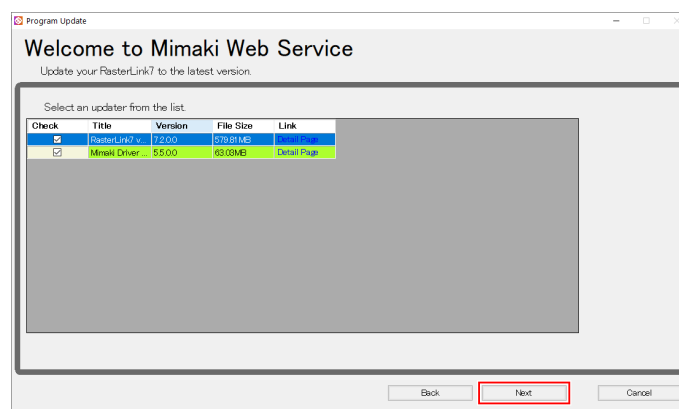 Program Update
Welcome to Mimaki Web Service
Update your RasterLink7 to the latest version.
Select an updater from the list.
Check Title Version File Size Link
RasterLink7 v... 7.2.0.0 579.81MB Detail Page
Mimaki Driver ... 5.5.0.0 63.03MB Detail Page
Back Next Cancel